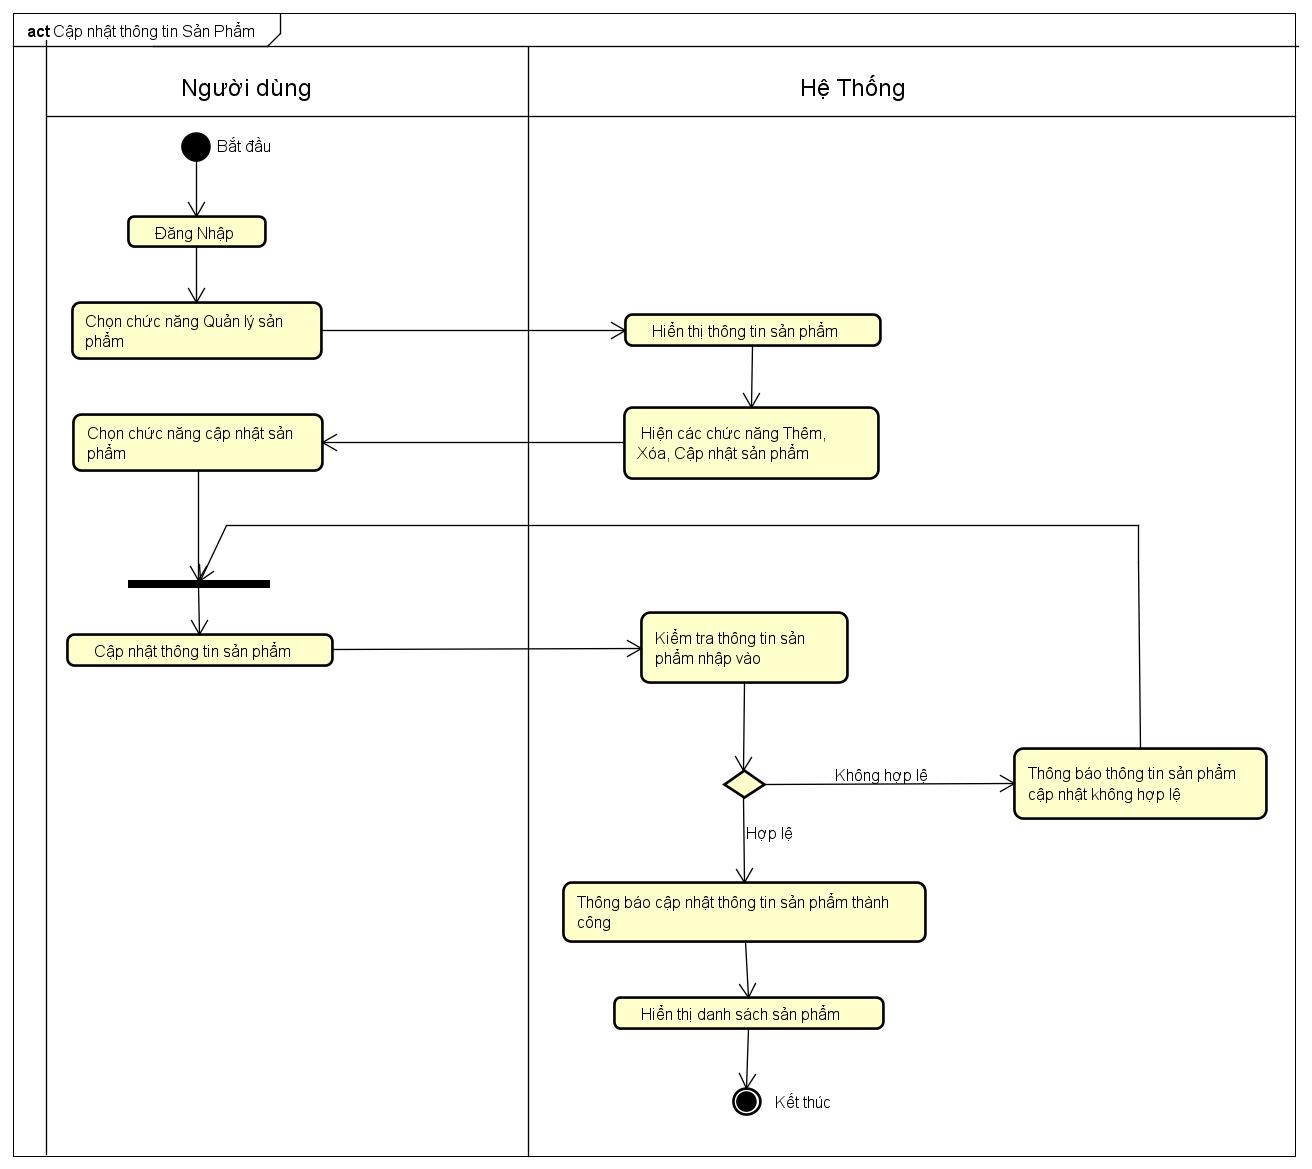 act Cập nhật thông tin Sản Phẩm
Người dùng
Hệ Thống
Bắt đầu
Đăng Nhập
Chọn chức năng Quản lý sản
phẩm
Hiển thị thông tin sản phẩm
Hiện các chức năng Thêm,
Xóa, Cập nhật sản phẩm
Chọn chức năng cập nhật sản
phẩm
Cập nhật thông tin sản phẩm
Kiểm tra thông tin sản
phẩm nhập vào
Không hợp lệ
Thông báo thông tin sản phẩm
cập nhật không hợp lệ
Hợp lệ
Thông báo cập nhật thông tin sản phẩm thành
công
Hiển thị danh sách sản phẩm
Kết thúc